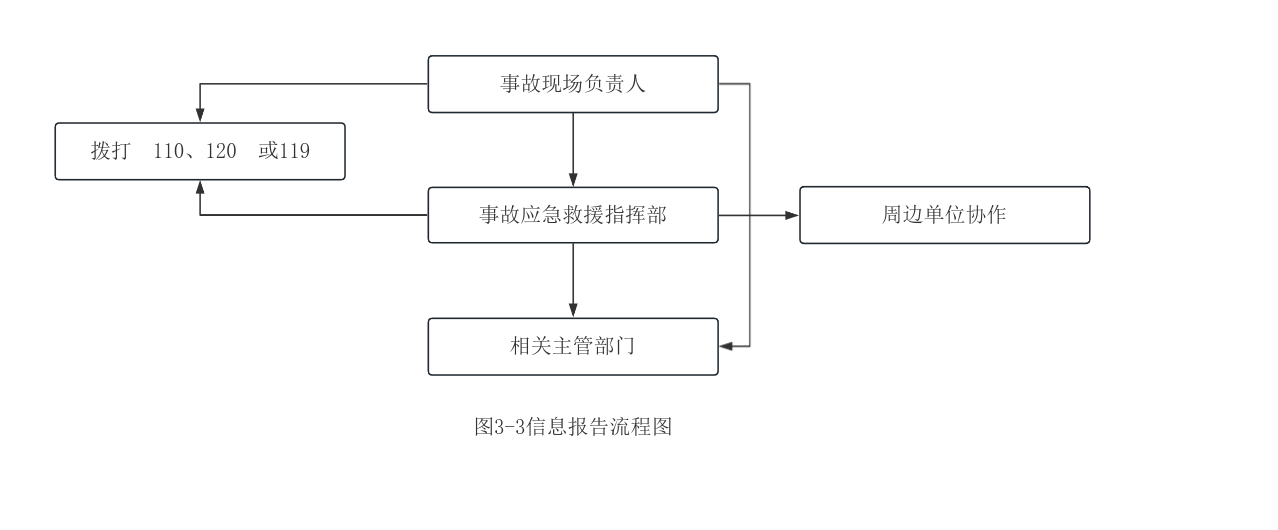 事故现场负责人
拨打 110、120 或119
事故应急救援指挥部
周边单位协作
相关主管部门
图3-3信息报告流程图